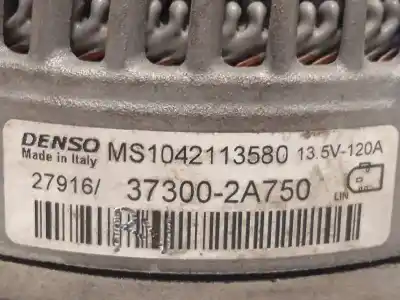 DENSO MS1042113580 13.5V-120A
Made in Italy
27916/ 37300-2A750
LIN